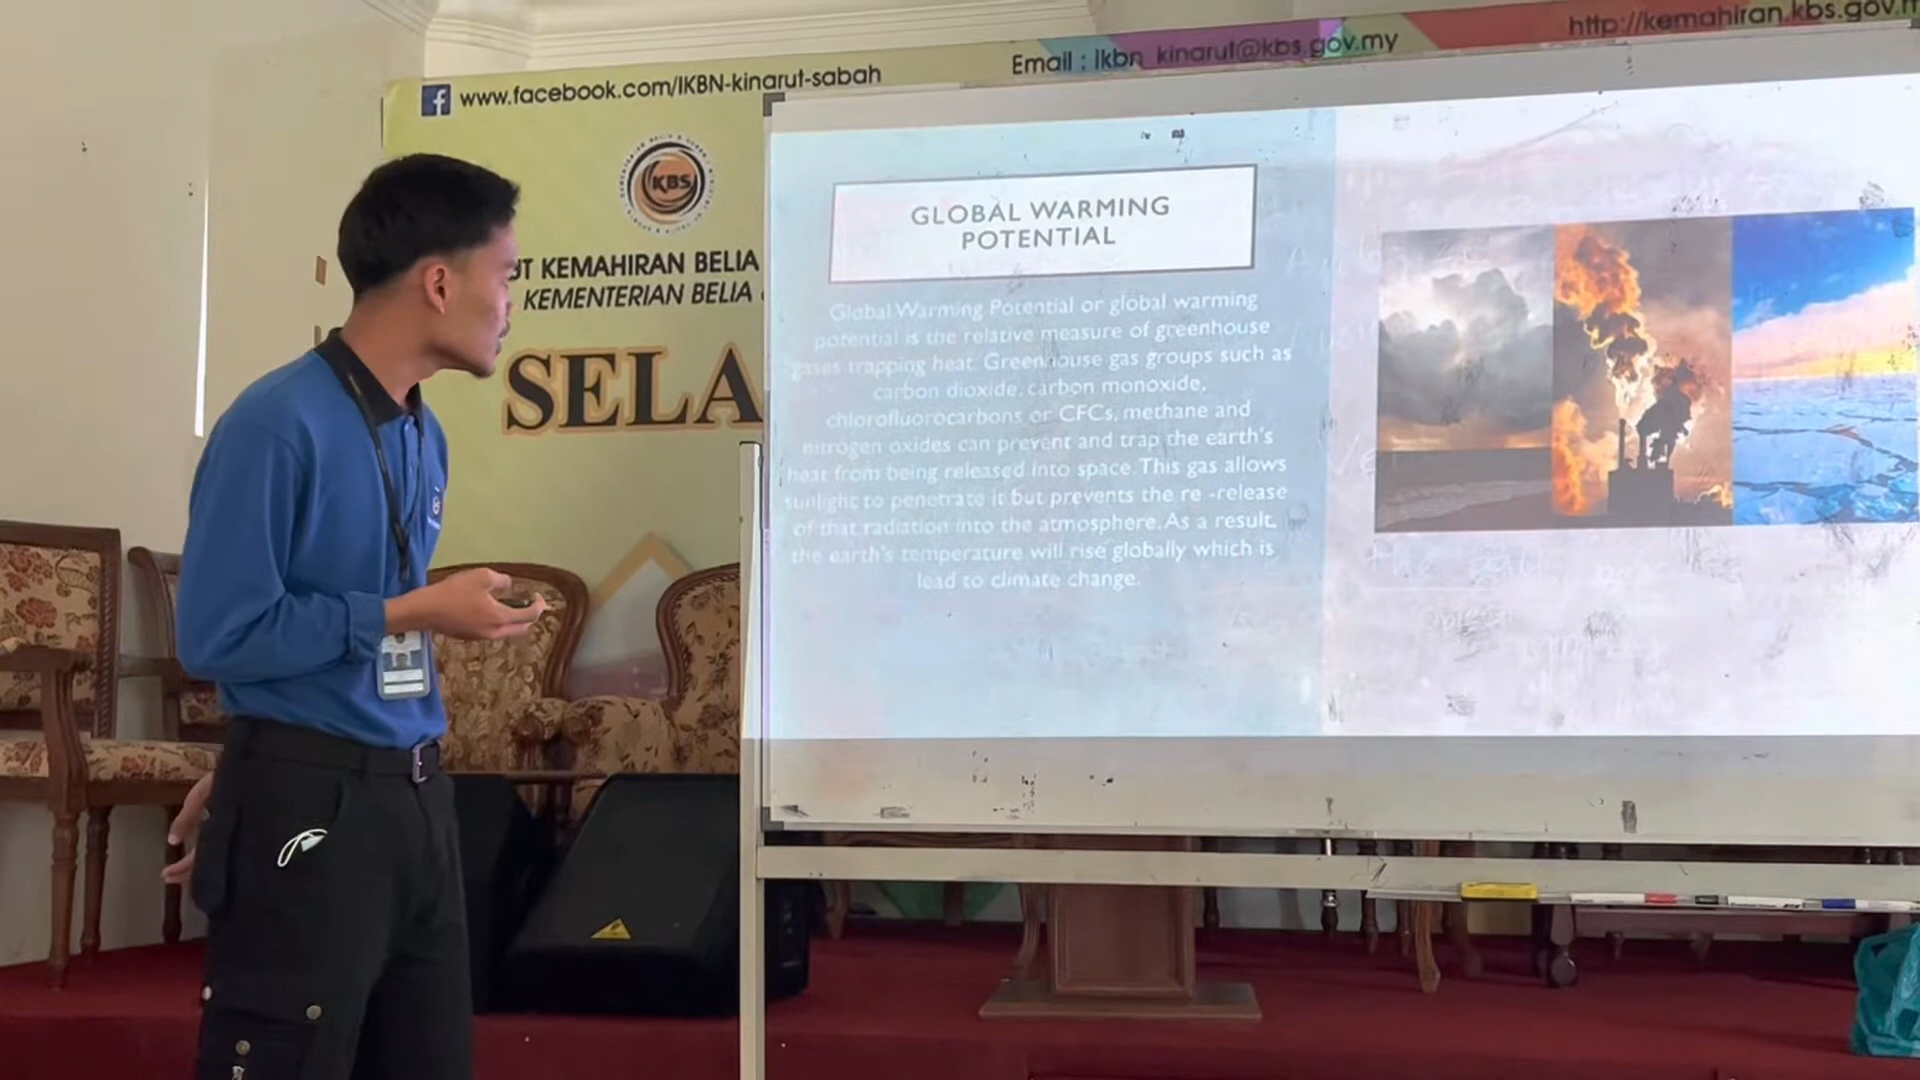 www.facebook.com/IKBN-kinarut-sabah
Email : Ikbn_kinarut@kbs.gov.my
http://kemahiran.kbs.gov.m
KBS
UT KEMAHIRAN BELIA
KEMENTERIAN BELIA
SELA
GLOBAL WARMING
POTENTIAL
Global Warming Potential or global warming
potential is the relative measure of greenhouse
gases trapping heat. Greenhouse gas groups such as
carbon dioxide, carbon monoxide,
chlorofluorocarbons or CFCs, methane and
nitrogen oxides can prevent and trap the earth's
heat from being released into space. This gas allows
sunlight to penetrate it but prevents the re -release
of that radiation into the atmosphere. As a result,
the earth's temperature will rise globally which is
lead to climate change.